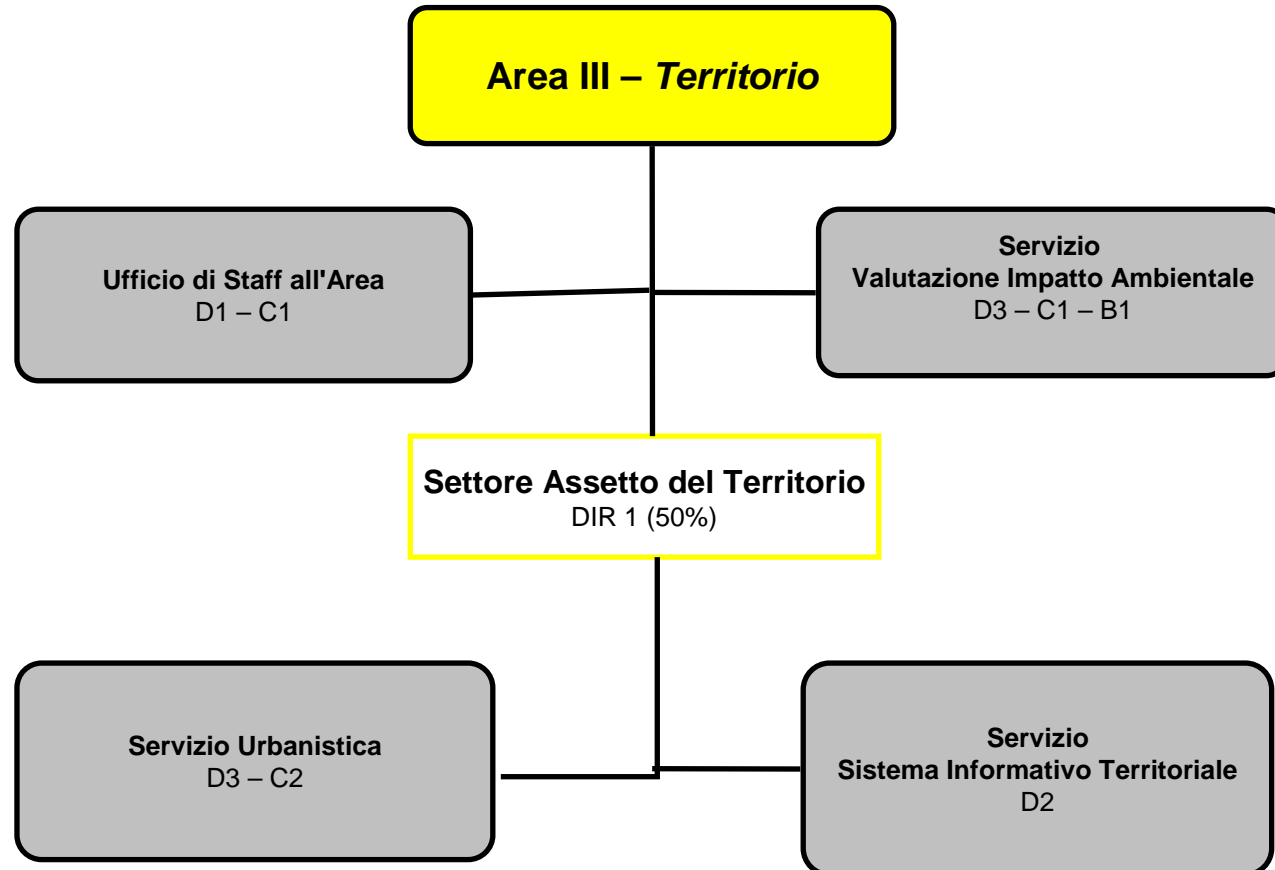 Area III – Territorio
Ufficio di Staff all'Area
D1 – C1
Servizio
Valutazione Impatto Ambientale
D3 – C1 – B1
Settore Assetto del Territorio
DIR 1 (50%)
Servizio Urbanistica
D3 – C2
Servizio
Sistema Informativo Territoriale
D2